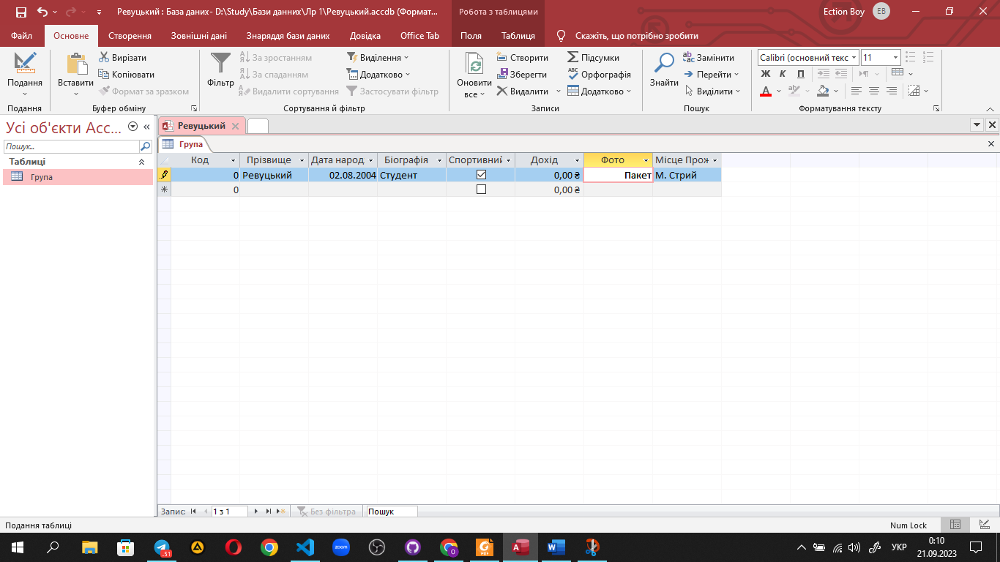 Ревуцький : База даних- D:\Study\Бази данних\Лр 1\Ревуцький.accdb (Формат...
Робота з таблицями
Ection Boy
EB
Файл Основне Створення Зовнішні дані Знаряддя бази даних Довідка Office Tab Поля Таблиця Скажіть, що потрібно зробити
Подання
Вставити
Вирізати
Копіювати
Формат за зразком
Фільтр
За зростанням
За спаданням
Видалити сортування
Виділення
Додатково
Застосувати фільтр
Оновити
все
Створити
Зберегти
Видалити
Підсумки
Орфографія
Додатково
Знайти
Замінити
Перейти
Виділити
Calibri (основний текс
11
Ж К П
Подання Буфер обміну Сортування й фільтр Записи Пошук Форматування тексту
Усі об'єкти Acc...
Пошук...
Таблиці
Група
Ревуцький
Група
Код Прізвище Дата народ Біографія Спортивний Дохід Фото Місце Прож
0 Ревуцький 02.08.2004 Студент 0,00 ₴ Пакет М. Стрий
0 0,00 ₴
Запис: 1 з 1 Без фільтра Пошук
Подання таблиці
Num Lock
51
zoom
PDF
УКР
0:10
21.09.2023